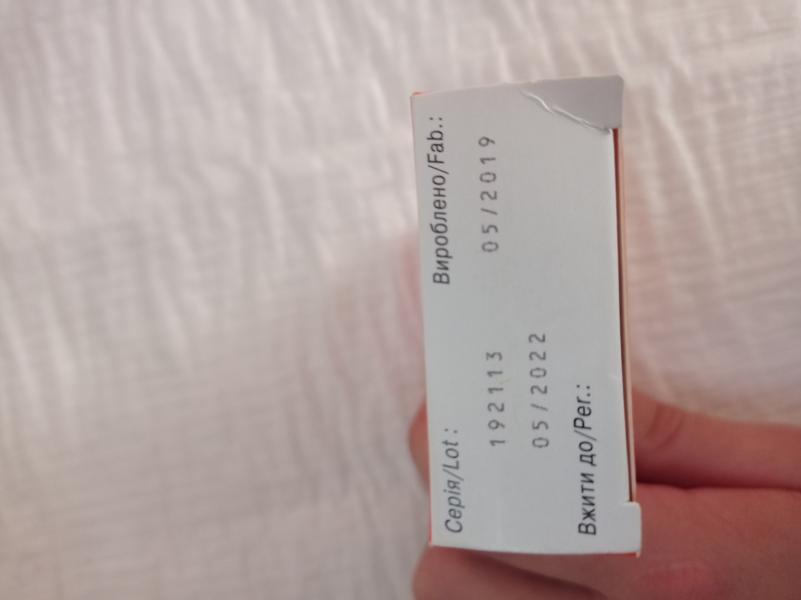 Серія/Lot: Вироблено/Fab.:
192113 05/2019
05/2022
Вжити до/Per.: